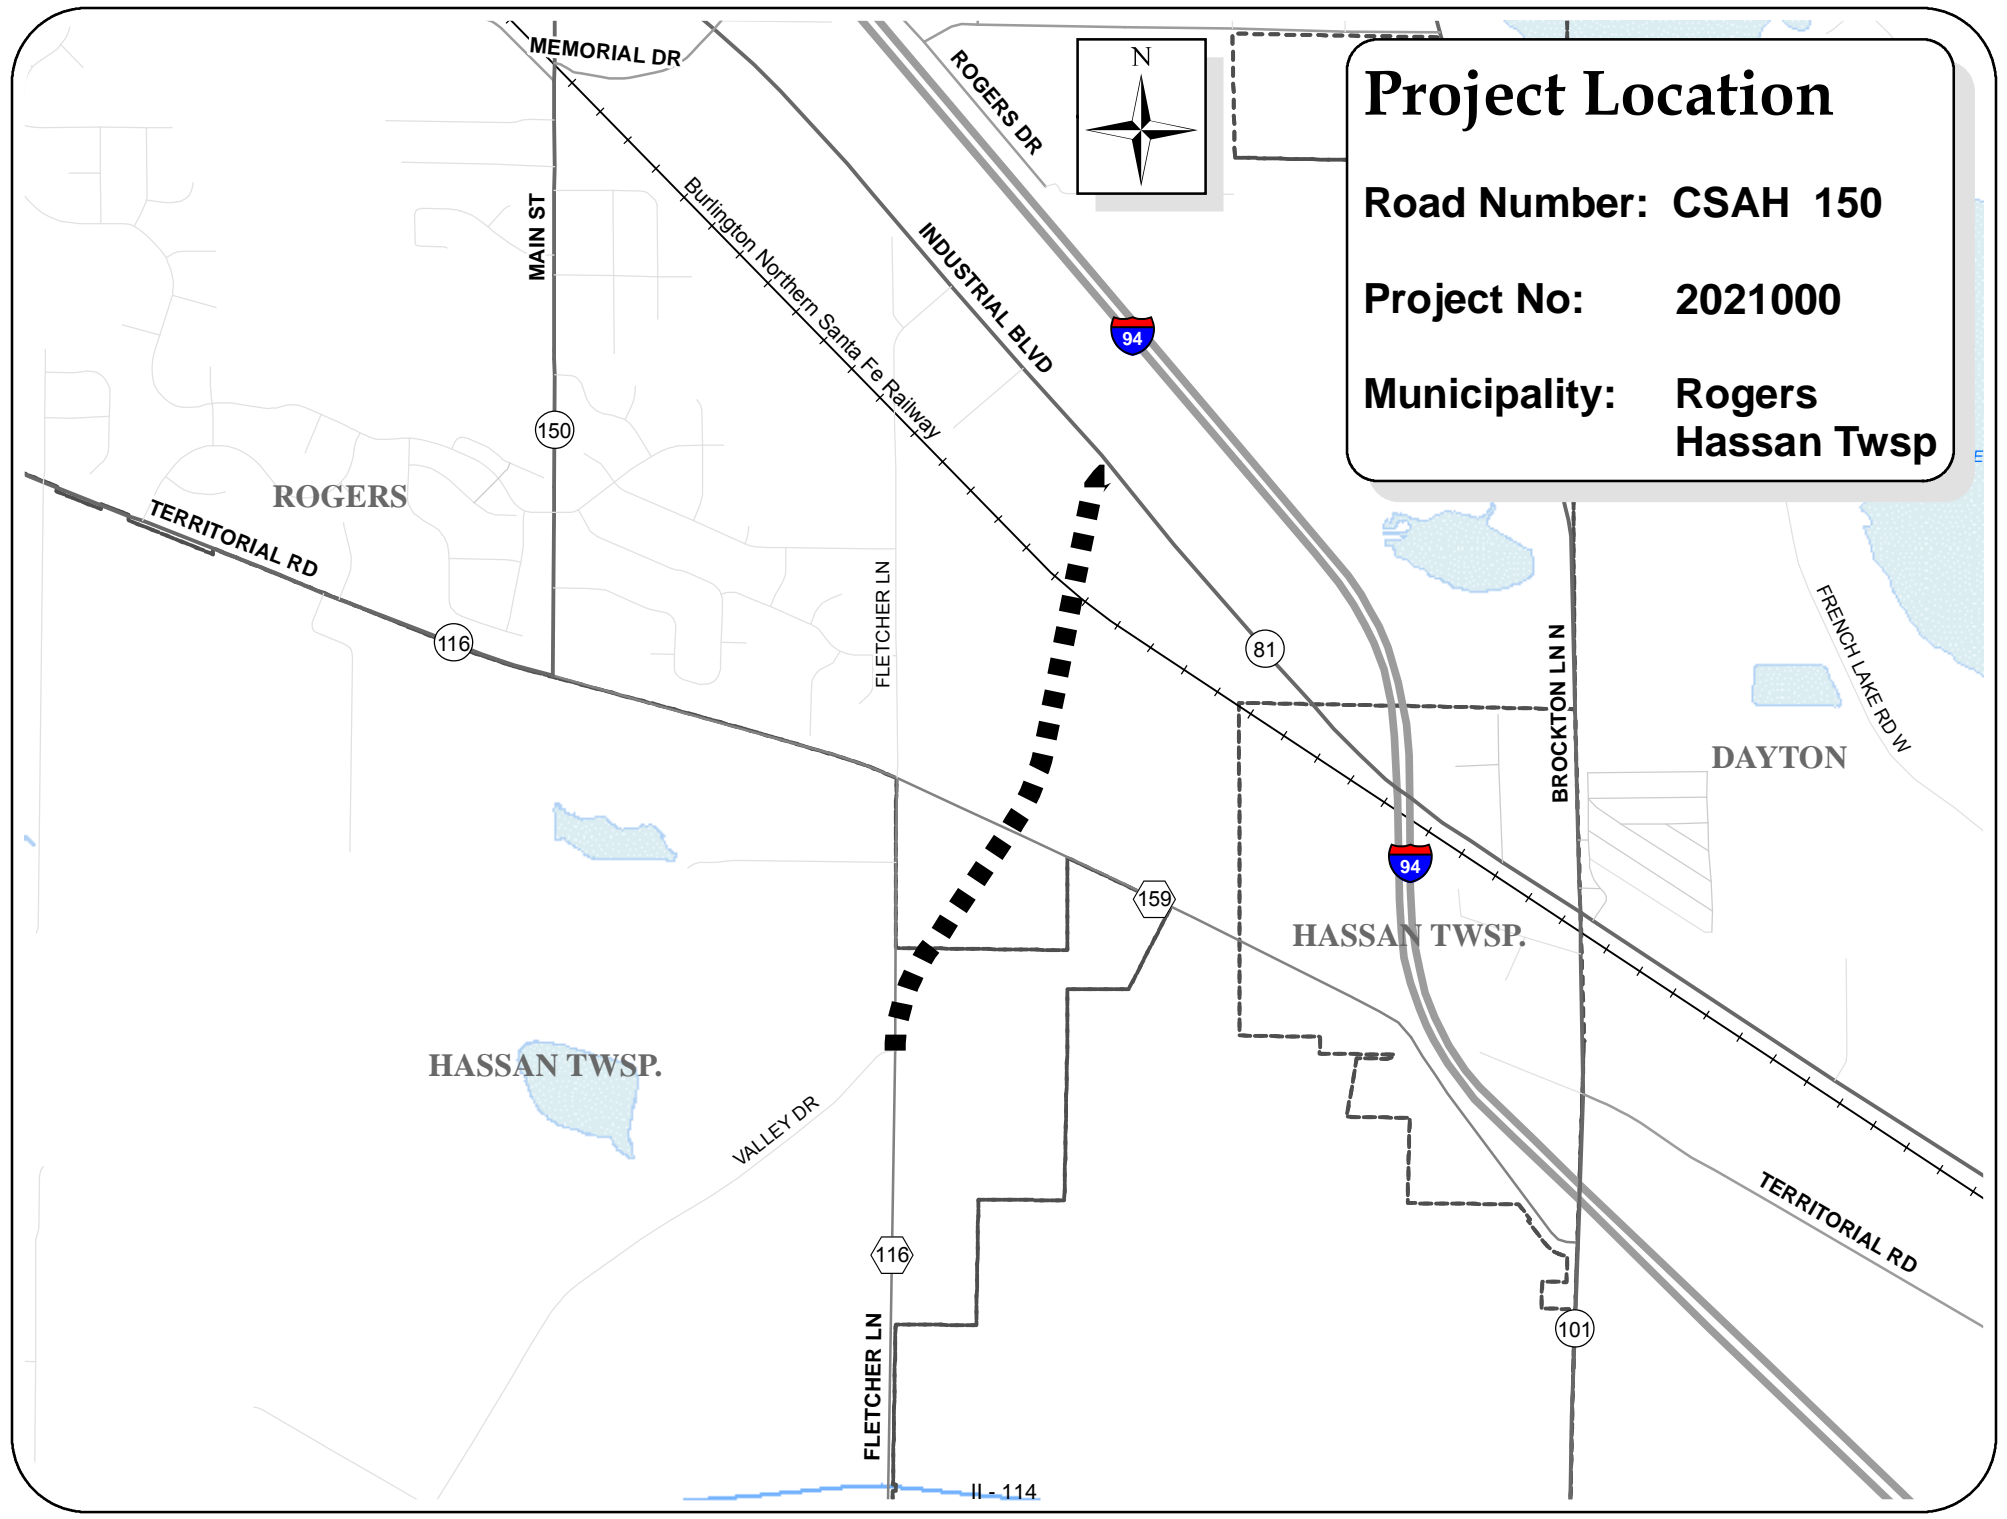 MEMORIAL DR
ROGERS DR
N
Project Location
Road Number: CSAH 150
Project No: 2021000
Municipality: Rogers
Hassan Twsp
MAIN ST
Burlington Northern Santa Fe Railway
INDUSTRIAL BLVD
94
150
ROGERS
TERRITORIAL RD
116
FLETCHER LN
81
BROCKTON LN N
FRENCH LAKE RD W
DAYTON
94
159
HASSAN TWSP.
HASSAN TWSP.
VALLEY DR
116
TERRITORIAL RD
101
FLETCHER LN
II - 114